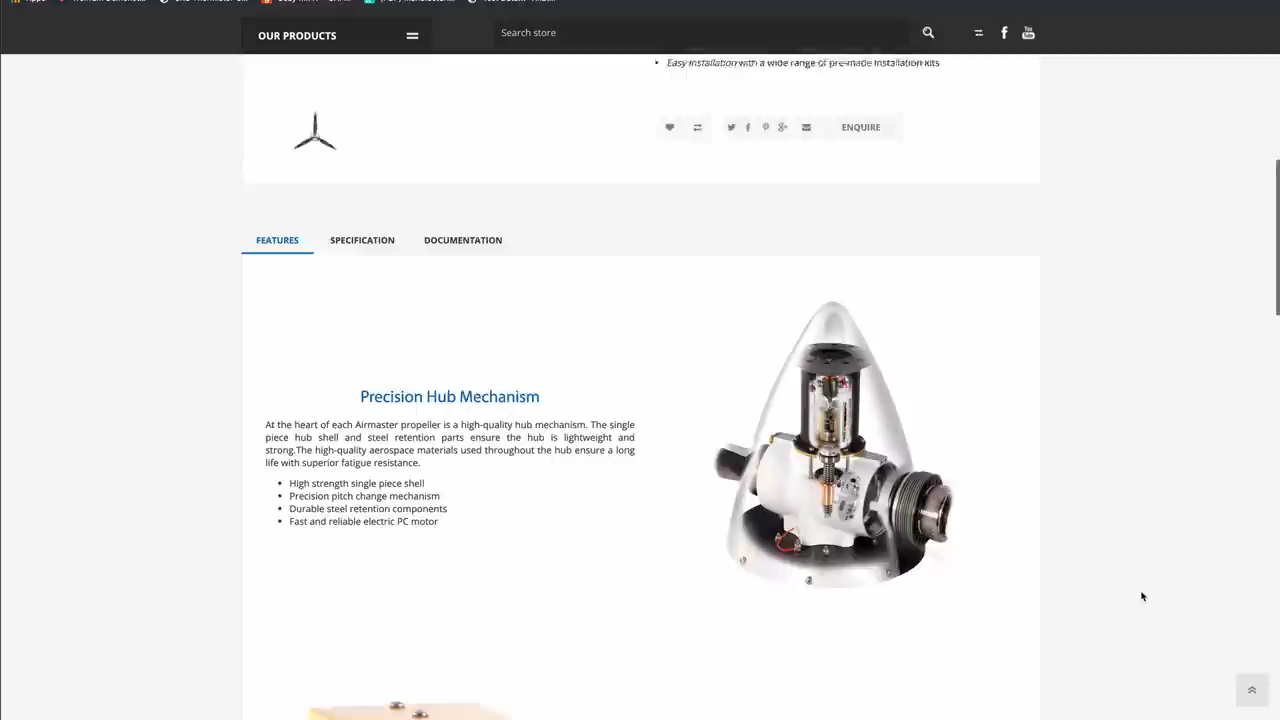 OUR PRODUCTS
Search store
Easy Installation with a wide range of pre-made installation kits
ENQUIRE
FEATURES SPECIFICATION DOCUMENTATION
Precision Hub Mechanism
At the heart of each Airmaster propeller is a high-quality hub mechanism. The single
piece hub shell and steel retention parts ensure the hub is lightweight and
strong.The high-quality aerospace materials used throughout the hub ensure a long
life with superior fatigue resistance.
High strength single piece shell
Precision pitch change mechanism
Durable steel retention components
Fast and reliable electric PC motor